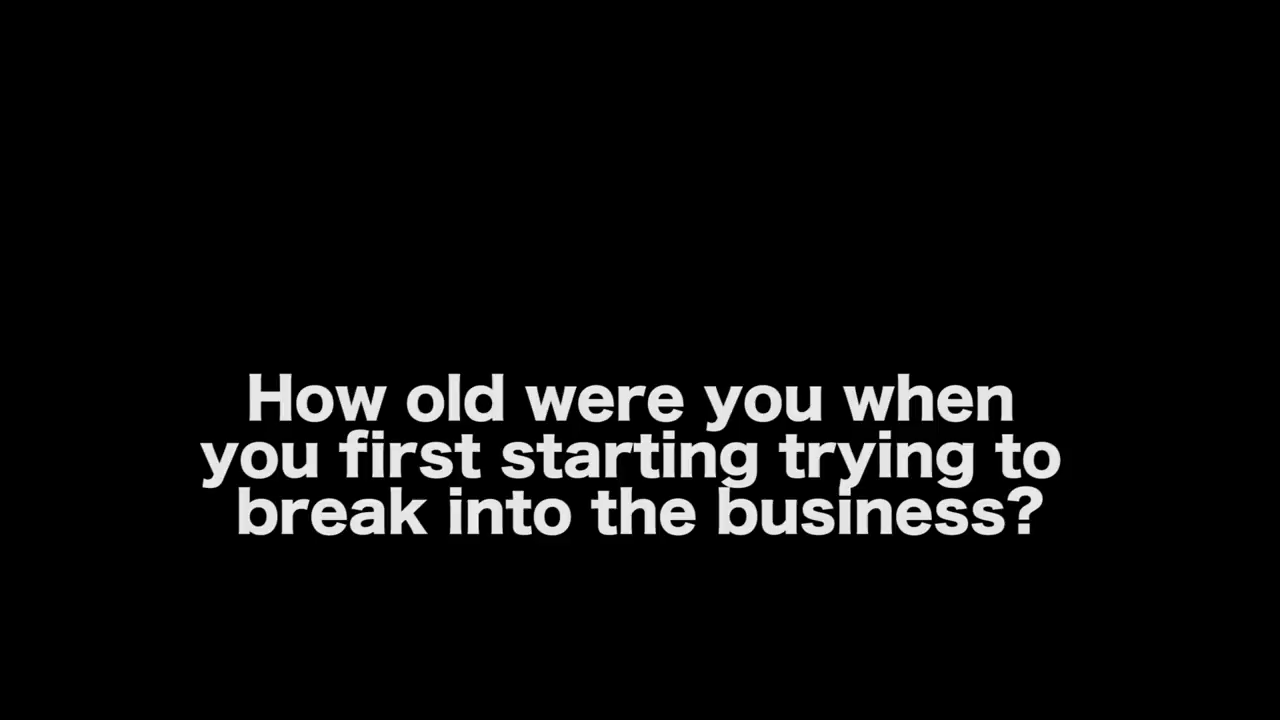 How old were you when
you first starting trying to
break into the business?